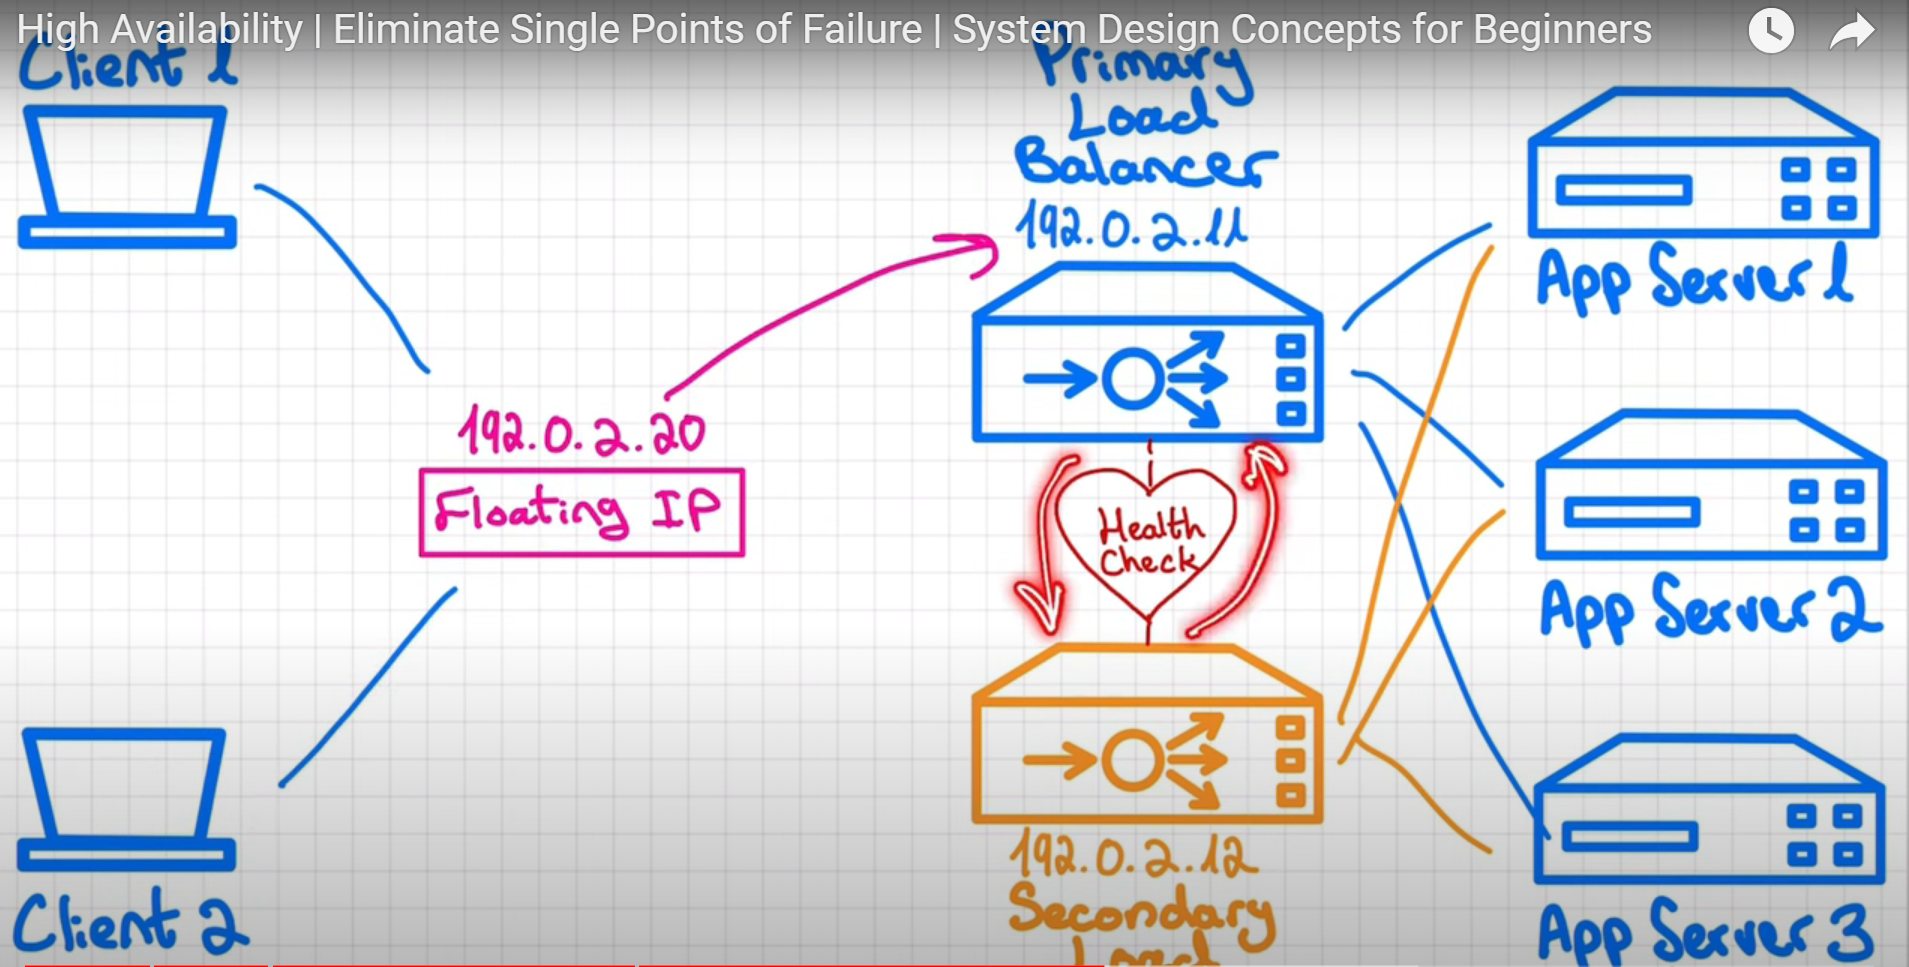 High Availability | Eliminate Single Points of Failure | System Design Concepts for Beginners
Client 1
Primary
Load
Balancer
192.0.2.11
App Server 1
192.0.2.20
Floating IP
Health
Check
App Server 2
192.0.2.12
Secondary
Load
Client 2
App Server 3